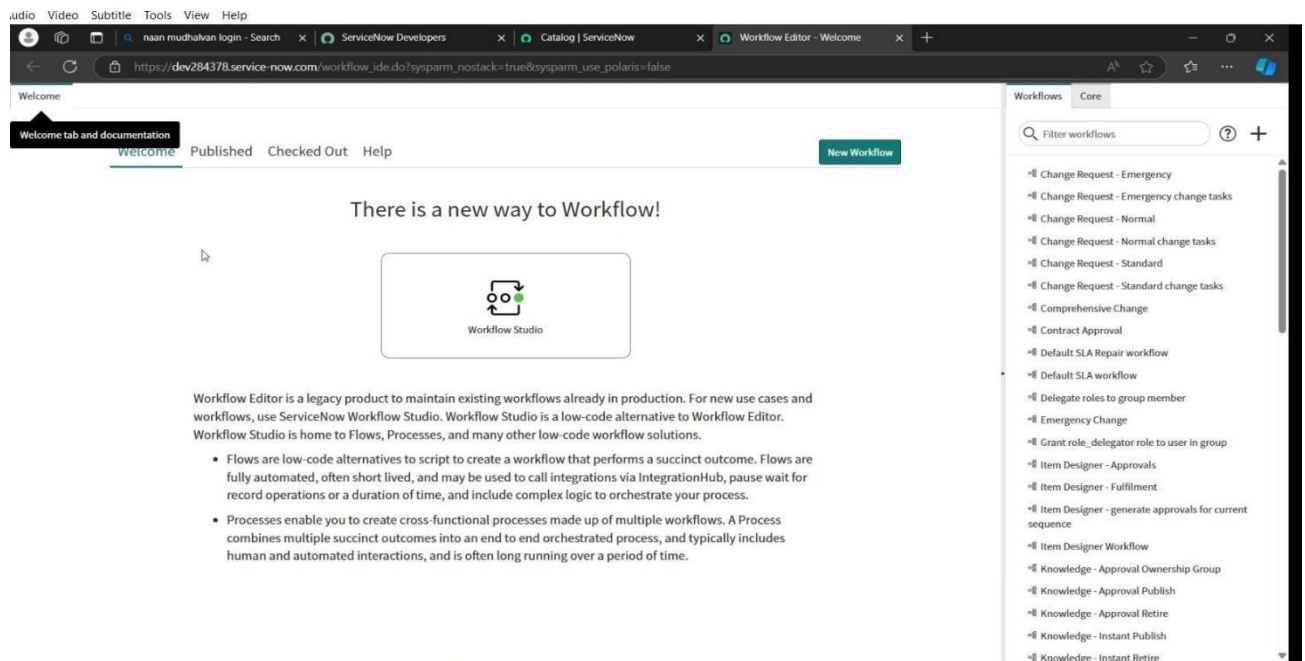 udio Video Subtitle Tools View Help
naan mudhalvan login - Search
ServiceNow Developers
Catalog | ServiceNow
Workflow Editor - Welcome
https://dev284378.service-now.com/workflow_ide.do?sysparm_nostack=true&sysparm_use_polaris=false
Welcome
Welcome tab and documentation
Welcome Published Checked Out Help
New Workflow
There is a new way to Workflow!
Workflow Studio
Workflow Editor is a legacy product to maintain existing workflows already in production. For new use cases and
workflows, use ServiceNow Workflow Studio. Workflow Studio is a low-code alternative to Workflow Editor.
Workflow Studio is home to Flows, Processes, and many other low-code workflow solutions.
• Flows are low-code alternatives to script to create a workflow that performs a succinct outcome. Flows are
fully automated, often short lived, and may be used to call integrations via IntegrationHub, pause wait for
record operations or a duration of time, and include complex logic to orchestrate your process.
• Processes enable you to create cross-functional processes made up of multiple workflows. A Process
combines multiple succinct outcomes into an end to end orchestrated process, and typically includes
human and automated interactions, and is often long running over a period of time.
Workflows Core
Filter workflows
Change Request - Emergency
Change Request - Emergency change tasks
Change Request - Normal
Change Request - Normal change tasks
Change Request - Standard
Change Request - Standard change tasks
Comprehensive Change
Contract Approval
Default SLA Repair workflow
Default SLA workflow
Delegate roles to group member
Emergency Change
Grant role_delegator role to user in group
Item Designer - Approvals
Item Designer - Fulfilment
Item Designer - generate approvals for current
sequence
Item Designer Workflow
Knowledge - Approval Ownership Group
Knowledge - Approval Publish
Knowledge - Approval Retire
Knowledge - Instant Publish
Knowledge - Instant Retire